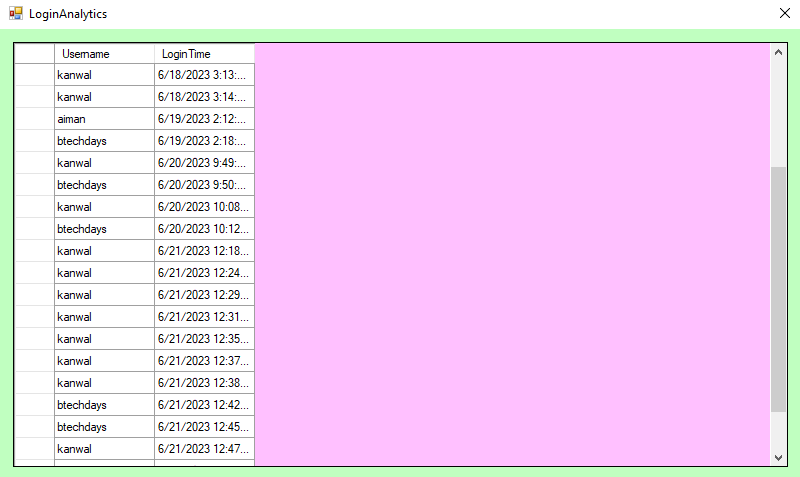 LoginAnalytics
Username LoginTime
kanwal 6/18/2023 3:13:...
kanwal 6/18/2023 3:14:...
aiman 6/19/2023 2:12:...
btechdays 6/19/2023 2:18:...
kanwal 6/20/2023 9:49:...
btechdays 6/20/2023 9:50:...
kanwal 6/20/2023 10:08...
btechdays 6/20/2023 10:12...
kanwal 6/21/2023 12:18...
kanwal 6/21/2023 12:24...
kanwal 6/21/2023 12:29...
kanwal 6/21/2023 12:31...
kanwal 6/21/2023 12:35...
kanwal 6/21/2023 12:37...
kanwal 6/21/2023 12:38...
btechdays 6/21/2023 12:42...
btechdays 6/21/2023 12:45...
kanwal 6/21/2023 12:47...